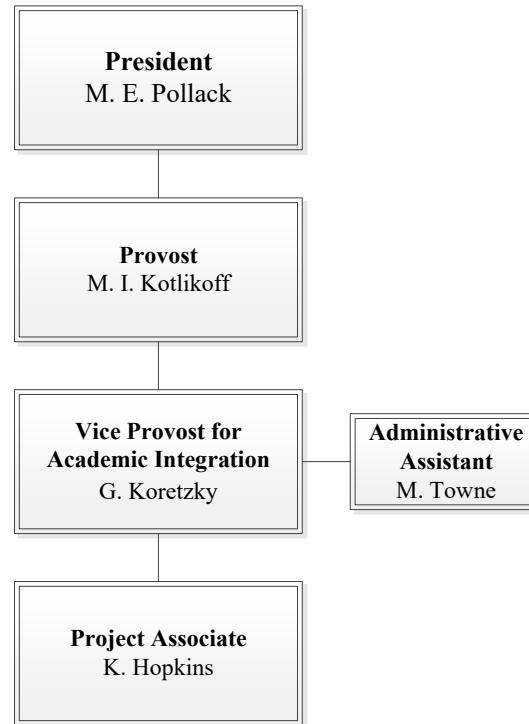 President
M. E. Pollack
Provost
M. I. Kotlikoff
Vice Provost for
Academic Integration
G. Koretzky
Administrative
Assistant
M. Towne
Project Associate
K. Hopkins